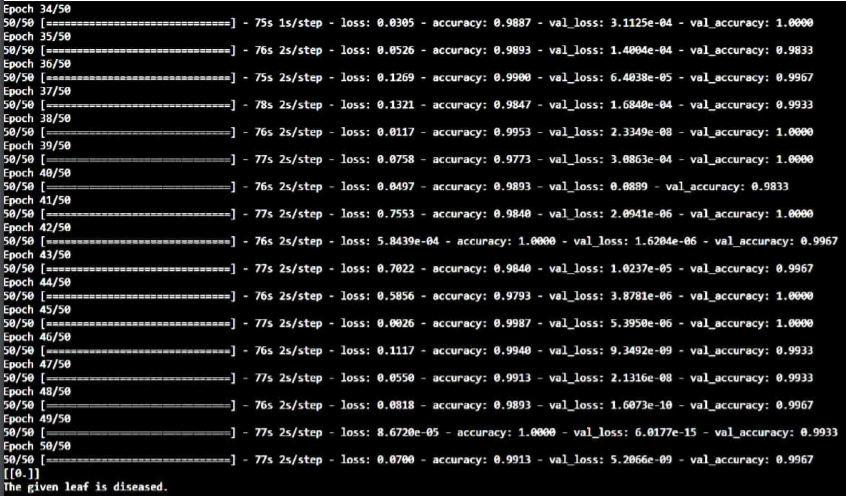 Epoch 34/50
50/50 [==============================] - 75s 1s/step - loss: 0.0305 - accuracy: 0.9887 - val_loss: 3.1125e-04 - val_accuracy: 1.0000
Epoch 35/50
50/50 [==============================] - 76s 2s/step - loss: 0.0526 - accuracy: 0.9893 - val_loss: 1.4004e-04 - val_accuracy: 0.9833
Epoch 36/50
50/50 [==============================] - 75s 2s/step - loss: 0.1269 - accuracy: 0.9900 - val_loss: 6.4038e-05 - val_accuracy: 0.9967
Epoch 37/50
50/50 [==============================] - 78s 2s/step - loss: 0.1321 - accuracy: 0.9847 - val_loss: 1.6840e-04 - val_accuracy: 0.9933
Epoch 38/50
50/50 [==============================] - 76s 2s/step - loss: 0.0117 - accuracy: 0.9953 - val_loss: 2.3349e-08 - val_accuracy: 1.0000
Epoch 39/50
50/50 [==============================] - 77s 2s/step - loss: 0.0758 - accuracy: 0.9773 - val_loss: 3.0863e-04 - val_accuracy: 1.0000
Epoch 40/50
50/50 [==============================] - 76s 2s/step - loss: 0.0497 - accuracy: 0.9893 - val_loss: 0.0889 - val_accuracy: 0.9833
Epoch 41/50
50/50 [==============================] - 77s 2s/step - loss: 0.7553 - accuracy: 0.9840 - val_loss: 2.0941e-06 - val_accuracy: 1.0000
Epoch 42/50
50/50 [==============================] - 76s 2s/step - loss: 5.8439e-04 - accuracy: 1.0000 - val_loss: 1.6204e-06 - val_accuracy: 0.9967
Epoch 43/50
50/50 [==============================] - 77s 2s/step - loss: 0.7022 - accuracy: 0.9840 - val_loss: 1.0237e-05 - val_accuracy: 0.9967
Epoch 44/50
50/50 [==============================] - 76s 2s/step - loss: 0.5856 - accuracy: 0.9793 - val_loss: 3.8781e-06 - val_accuracy: 1.0000
Epoch 45/50
50/50 [==============================] - 77s 2s/step - loss: 0.0026 - accuracy: 0.9987 - val_loss: 5.3950e-06 - val_accuracy: 1.0000
Epoch 46/50
50/50 [==============================] - 76s 2s/step - loss: 0.1117 - accuracy: 0.9940 - val_loss: 9.3492e-09 - val_accuracy: 0.9933
Epoch 47/50
50/50 [==============================] - 77s 2s/step - loss: 0.0550 - accuracy: 0.9913 - val_loss: 2.1316e-08 - val_accuracy: 0.9933
Epoch 48/50
50/50 [==============================] - 76s 2s/step - loss: 0.0818 - accuracy: 0.9893 - val_loss: 1.6073e-10 - val_accuracy: 0.9967
Epoch 49/50
50/50 [==============================] - 77s 2s/step - loss: 8.6720e-05 - accuracy: 1.0000 - val_loss: 6.0177e-15 - val_accuracy: 0.9933
Epoch 50/50
50/50 [==============================] - 77s 2s/step - loss: 0.0700 - accuracy: 0.9913 - val_loss: 5.2066e-09 - val_accuracy: 0.9967
[[0.]]
The given leaf is diseased.